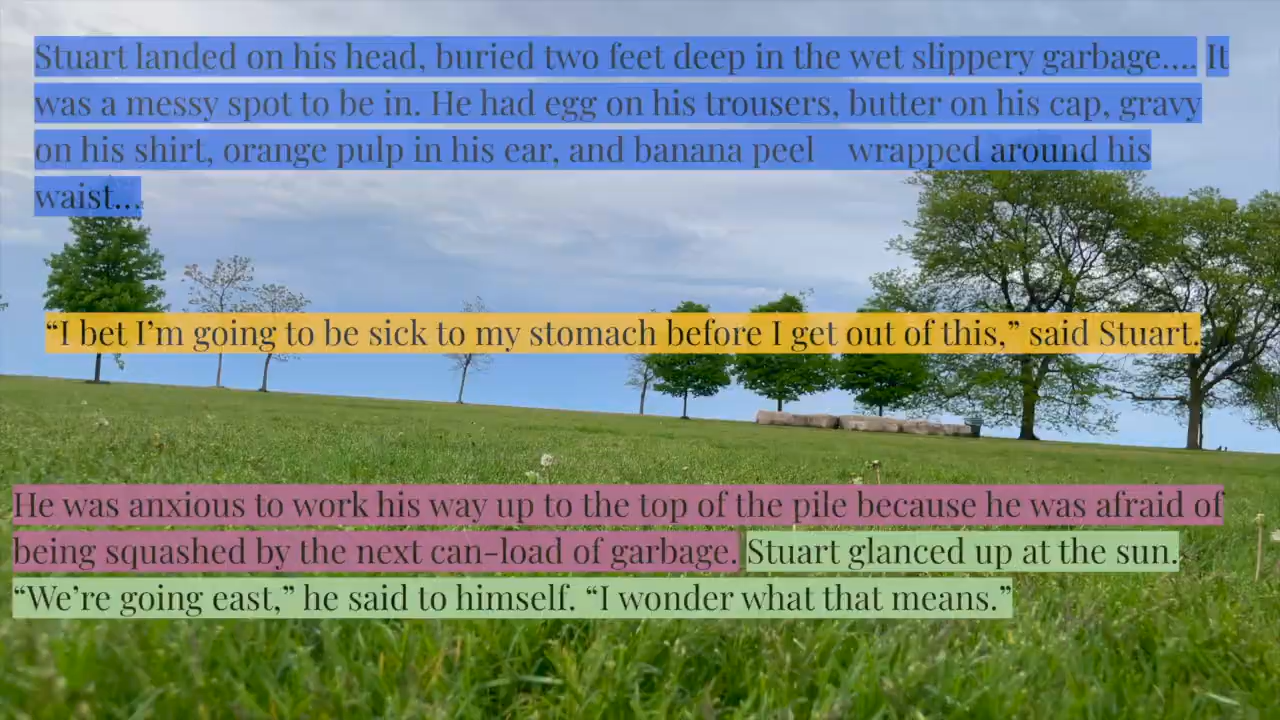 Stuart landed on his head, buried two feet deep in the wet slippery garbage.... It
was a messy spot to be in. He had egg on his trousers, butter on his cap, gravy
on his shirt, orange pulp in his ear, and banana peel wrapped around his
waist...
“I bet I’m going to be sick to my stomach before I get out of this,” said Stuart.
He was anxious to work his way up to the top of the pile because he was afraid of
being squashed by the next can-load of garbage. Stuart glanced up at the sun.
“We’re going east,” he said to himself. “I wonder what that means.”